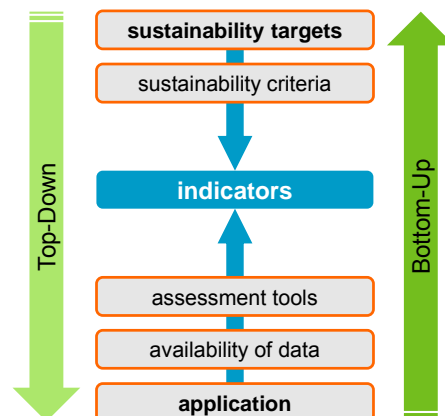 sustainability targets
sustainability criteria
indicators
assessment tools
availability of data
application
Top-Down
Bottom-Up